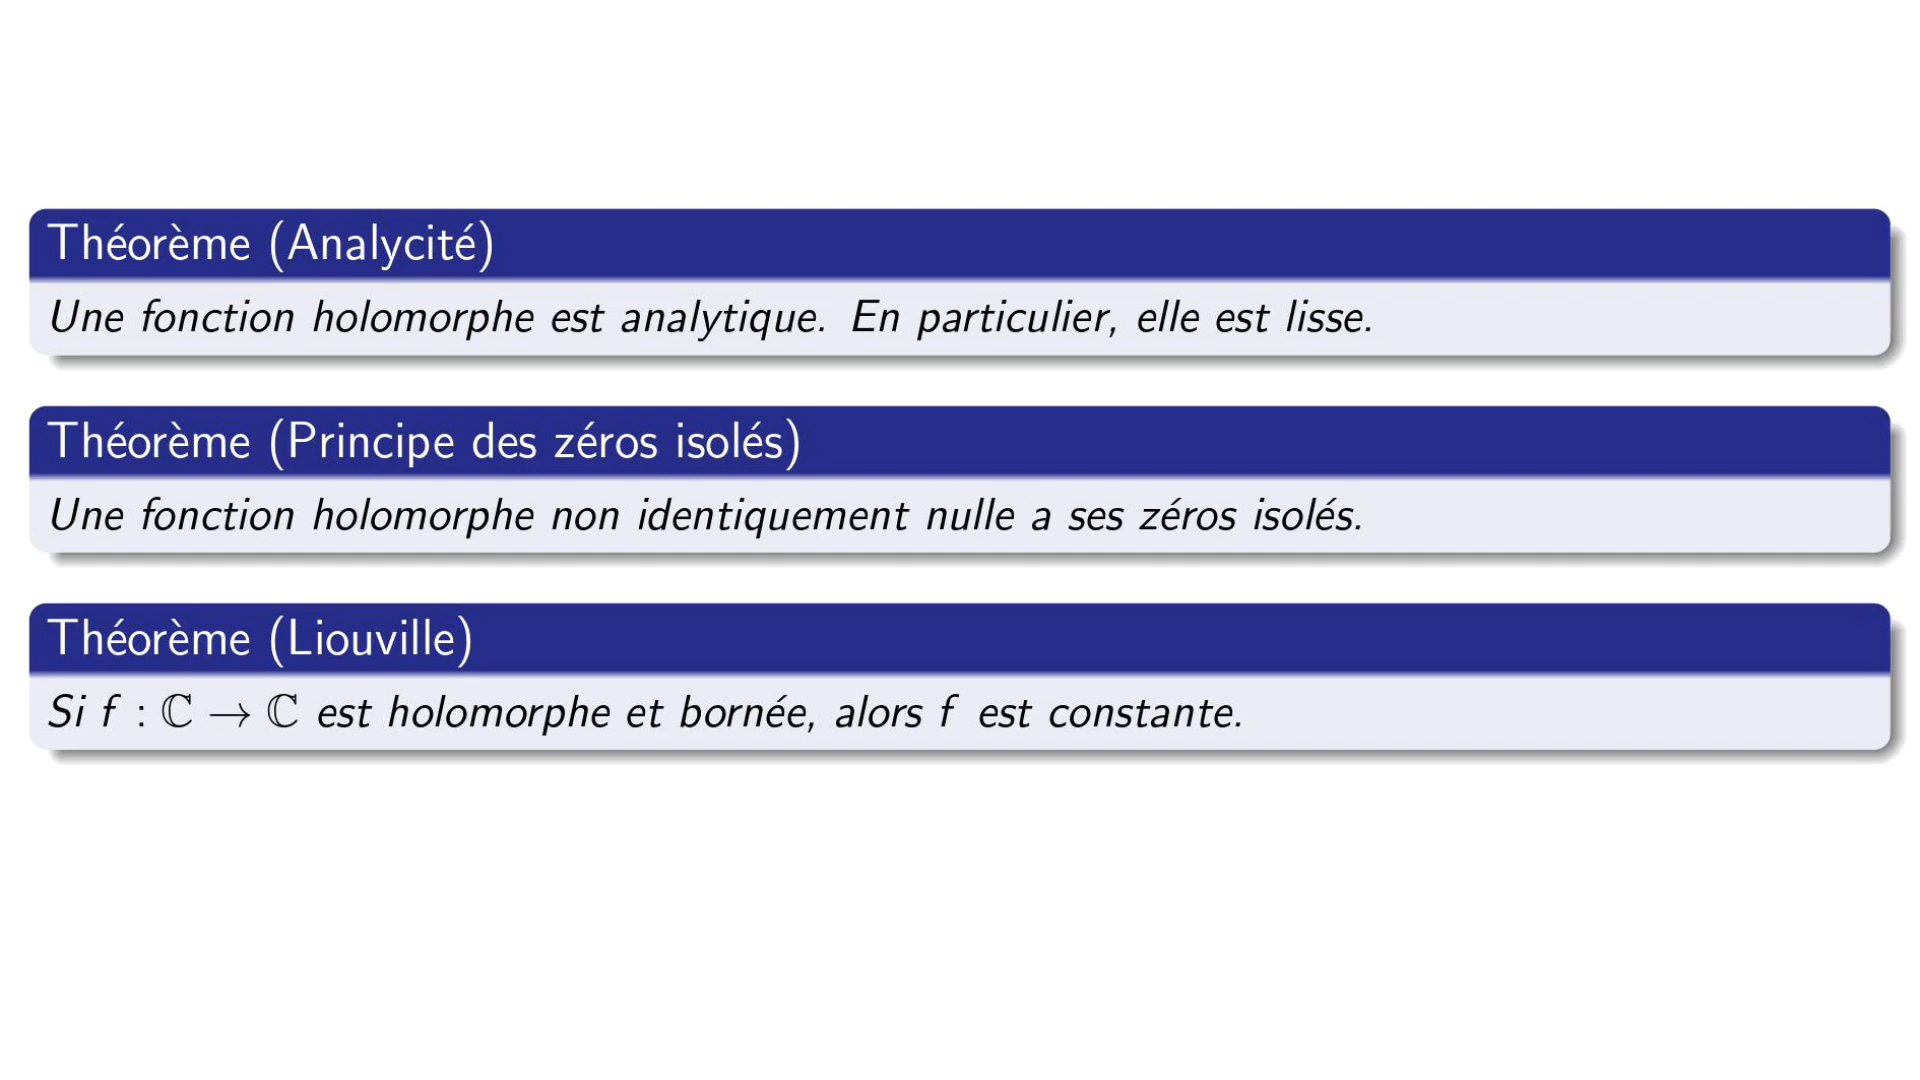 Théorème (Analycité)
Une fonction holomorphe est analytique. En particulier, elle est lisse.
Théorème (Principe des zéros isolés)
Une fonction holomorphe non identiquement nulle a ses zéros isolés.
Théorème (Liouville)
Si f : ℂ → ℂ est holomorphe et bornée, alors f est constante.